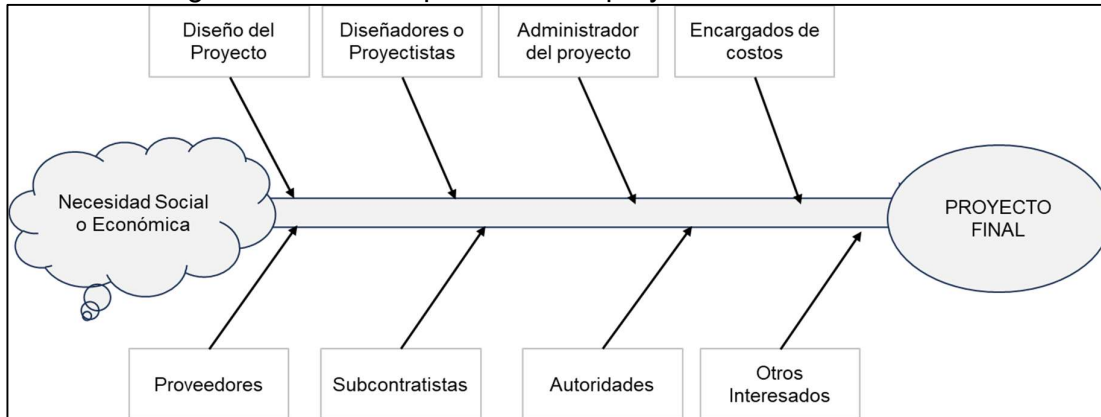 Diseño del
Proyecto
Diseñadores o
Proyectistas
Administrador
del proyecto
Encargados de
costos
Necesidad Social
o Económica
PROYECTO
FINAL
Proveedores
Subcontratistas
Autoridades
Otros
Interesados